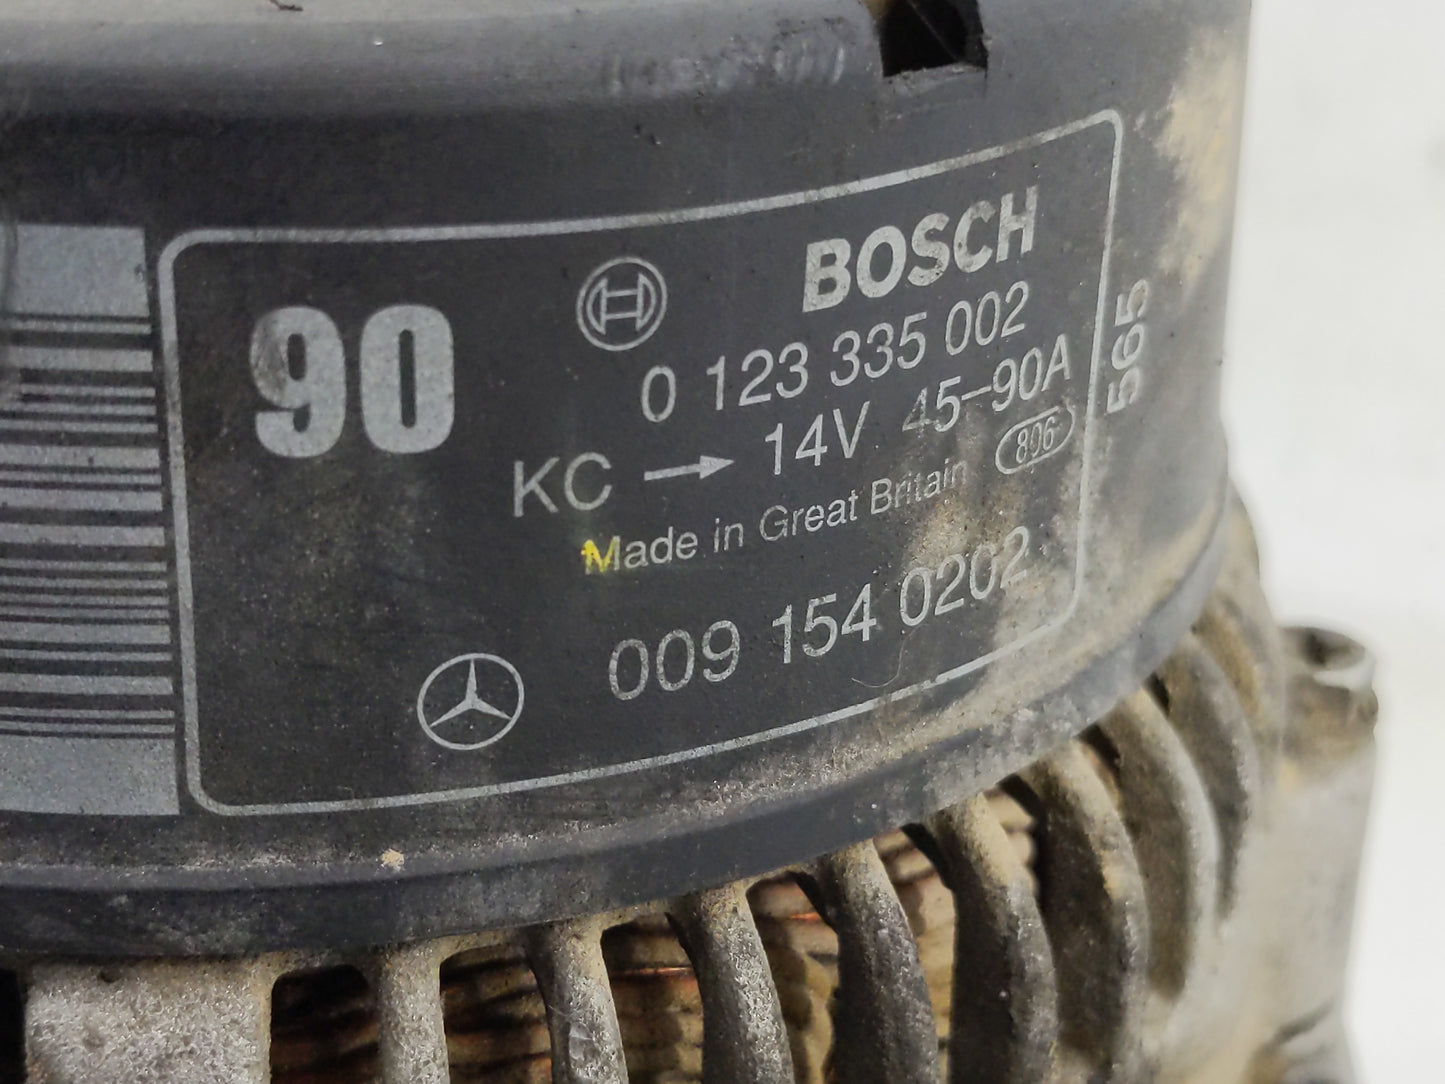 90
BOSCH
0 123 335 002
KC → 14V 45-90A
Made in Great Britain 806
009 154 0202
565